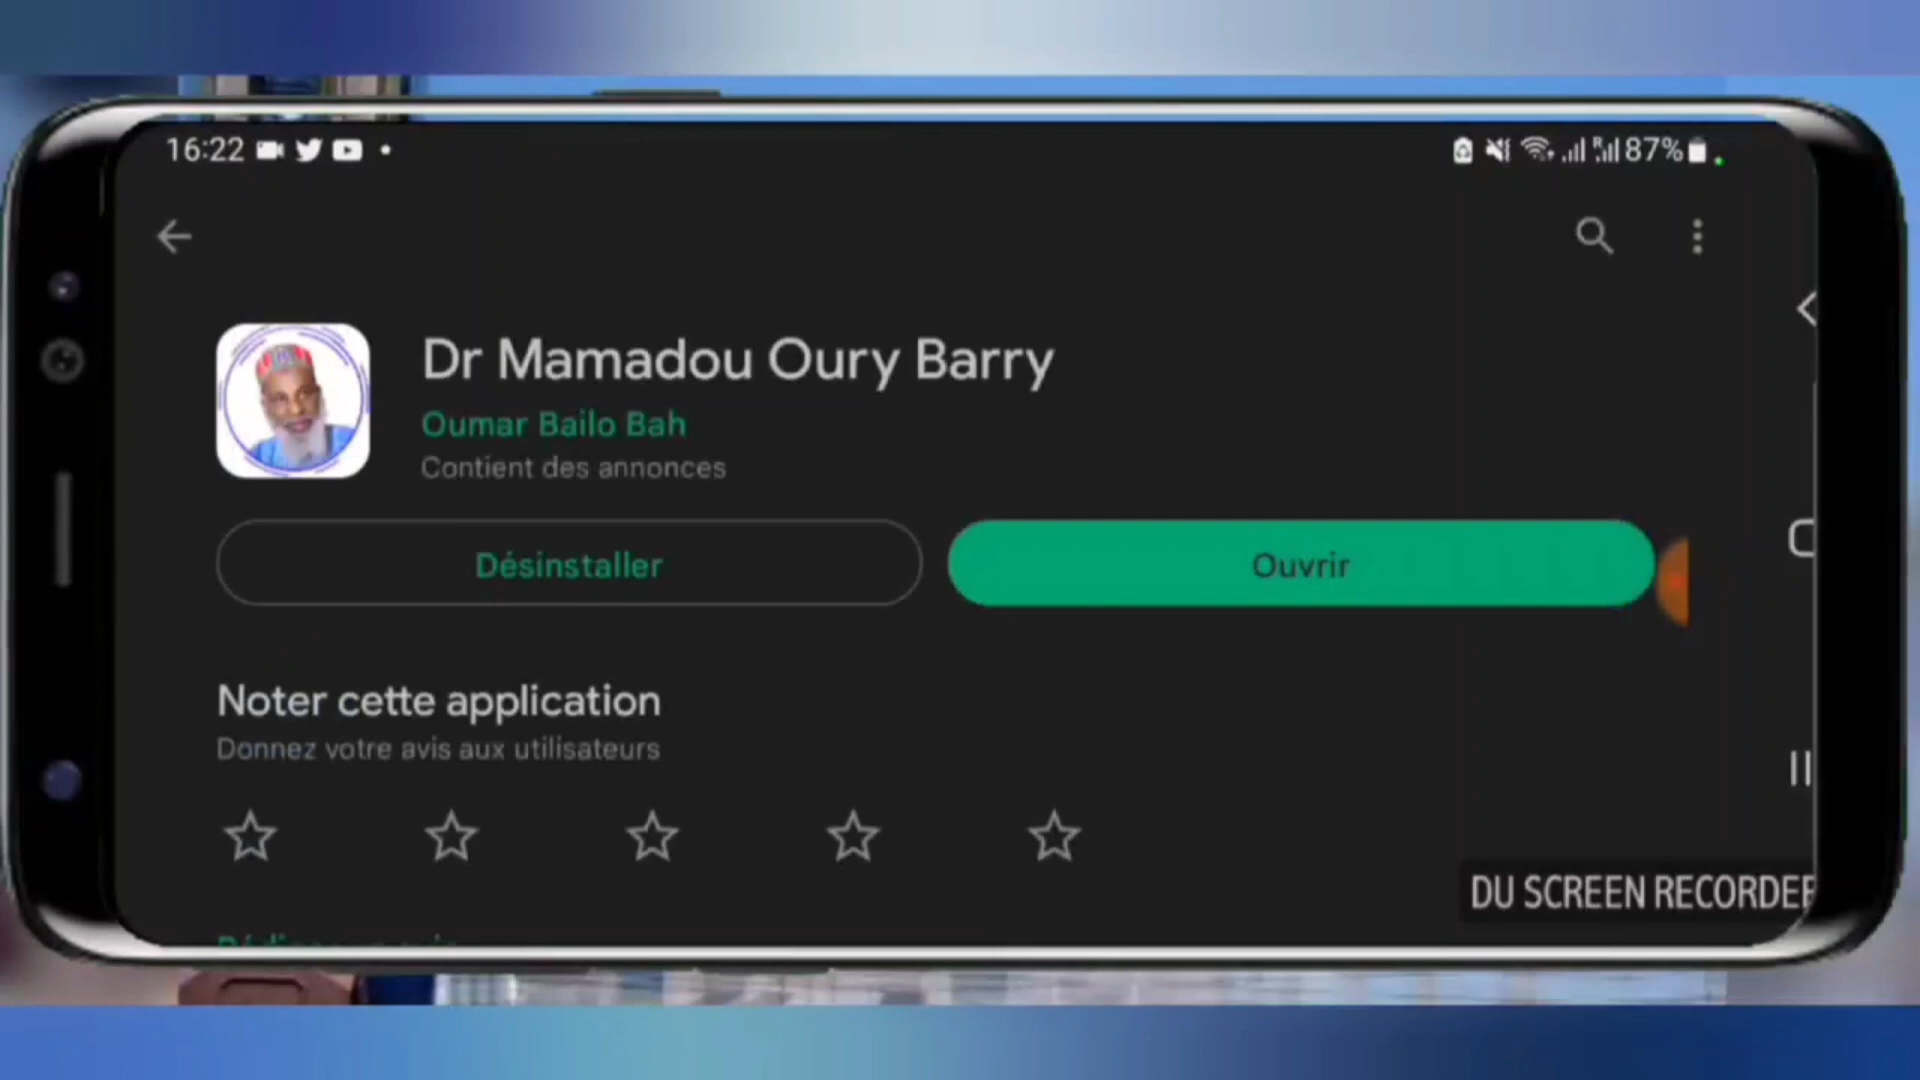 16:22
87%
Dr Mamadou Oury Barry
Oumar Bailo Bah
Contient des annonces
Désinstaller
Ouvrir
Noter cette application
Donnez votre avis aux utilisateurs
DU SCREEN RECORDER